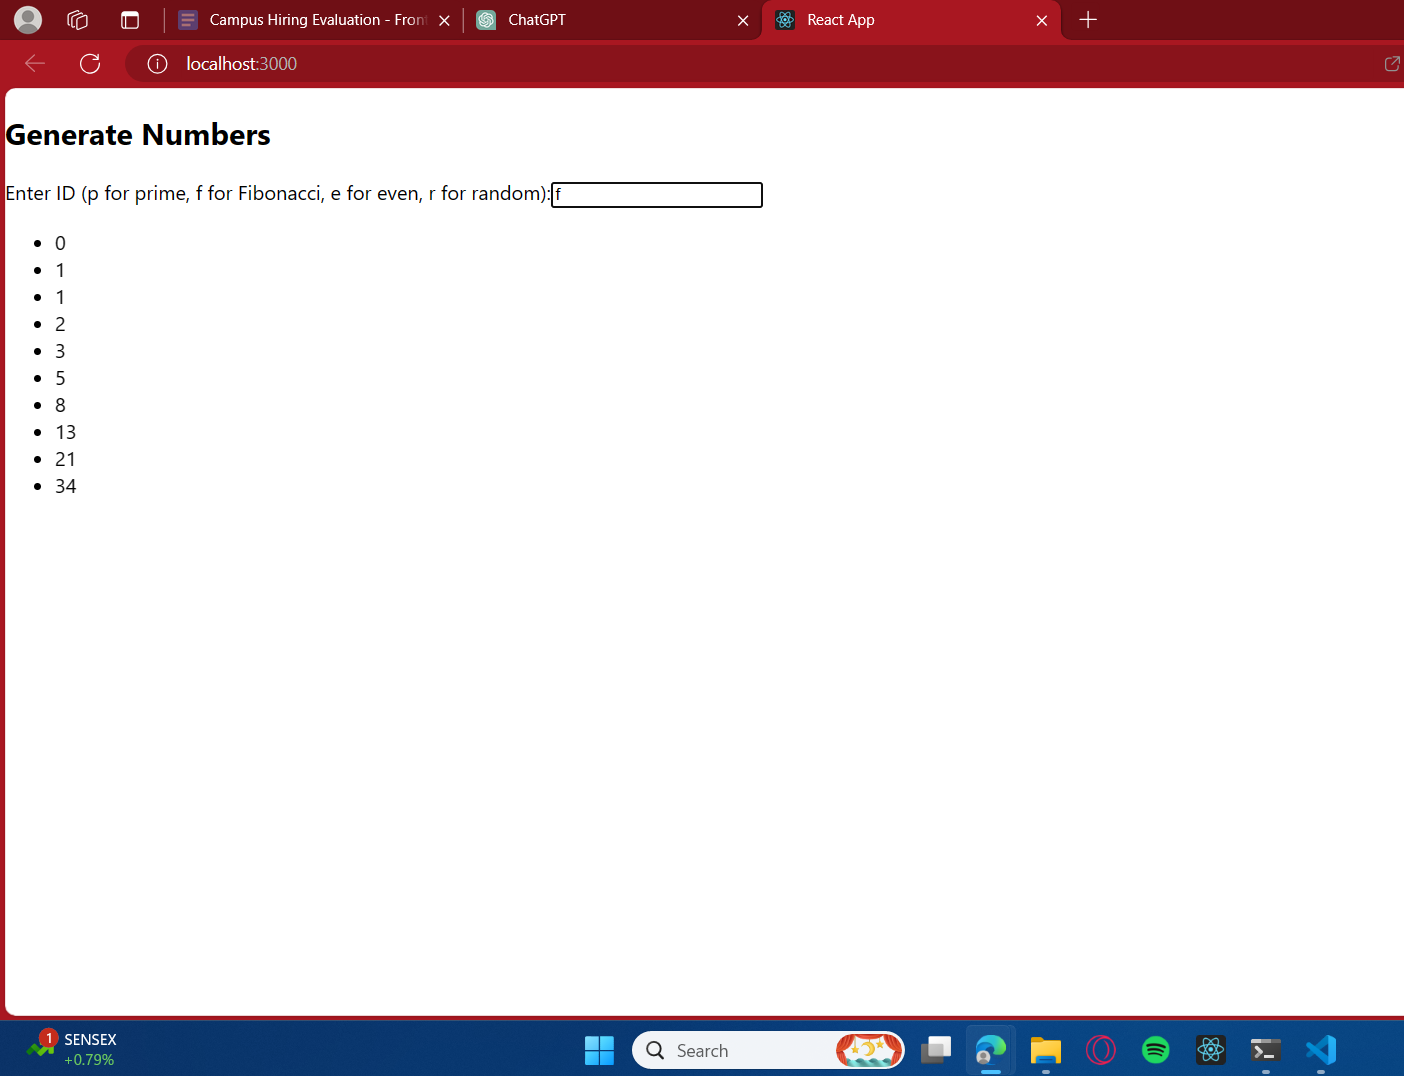 Campus Hiring Evaluation - Front
ChatGPT
React App
localhost:3000
Generate Numbers
Enter ID (p for prime, f for Fibonacci, e for even, r for random):f
0
1
1
2
3
5
8
13
21
34
1
SENSEX
+0.79%
Search